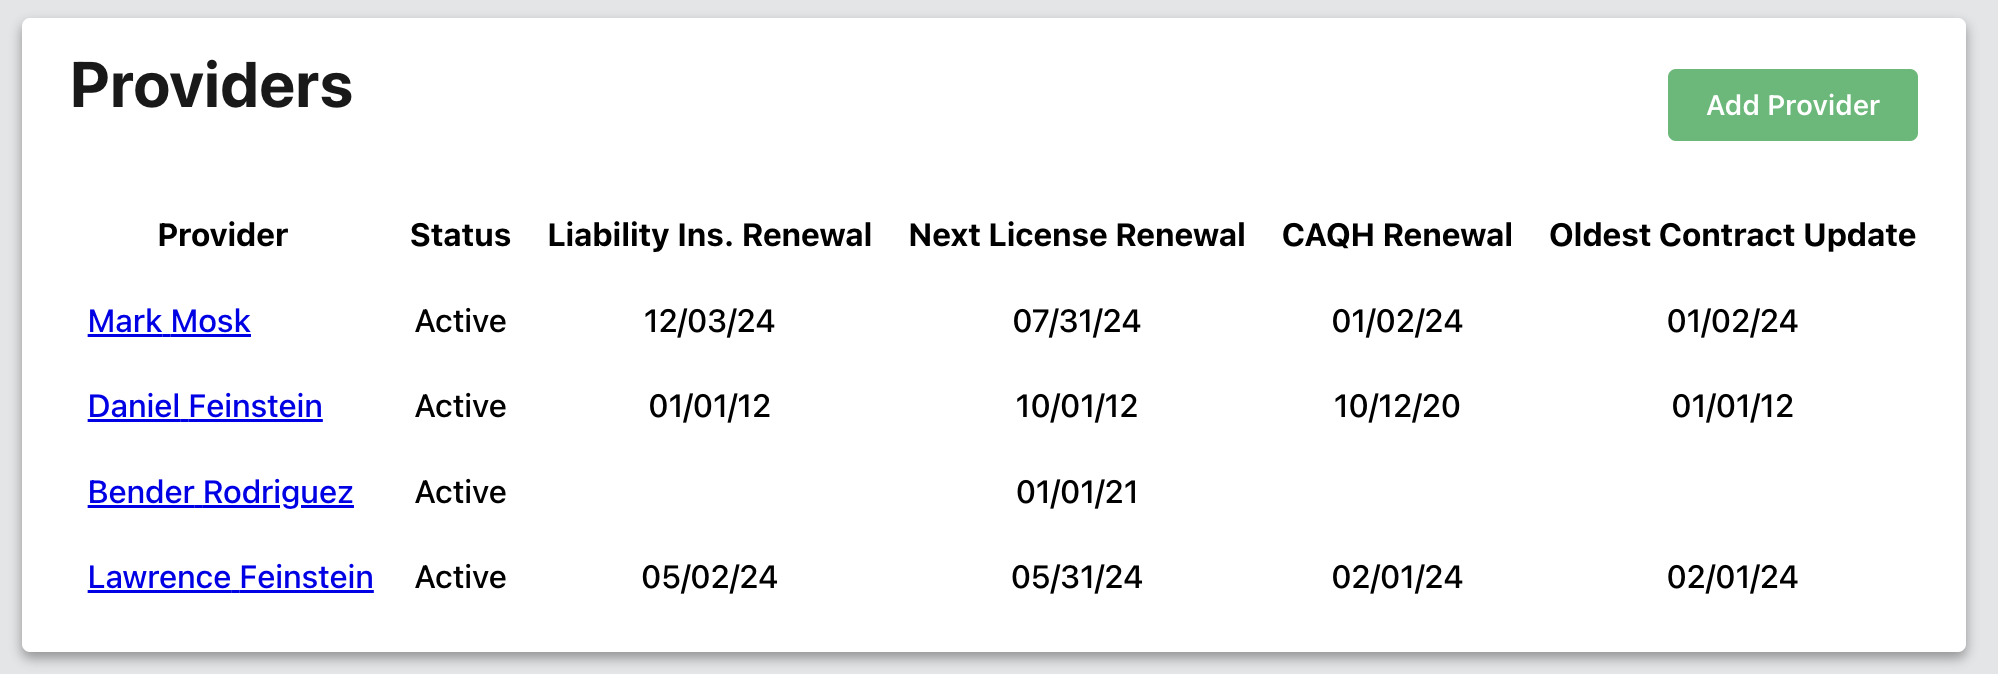 Providers
Add Provider
Provider Status Liability Ins. Renewal Next License Renewal CAQH Renewal Oldest Contract Update
Mark Mosk Active 12/03/24 07/31/24 01/02/24 01/02/24
Daniel Feinstein Active 01/01/12 10/01/12 10/12/20 01/01/12
Bender Rodriguez Active 01/01/21
Lawrence Feinstein Active 05/02/24 05/31/24 02/01/24 02/01/24